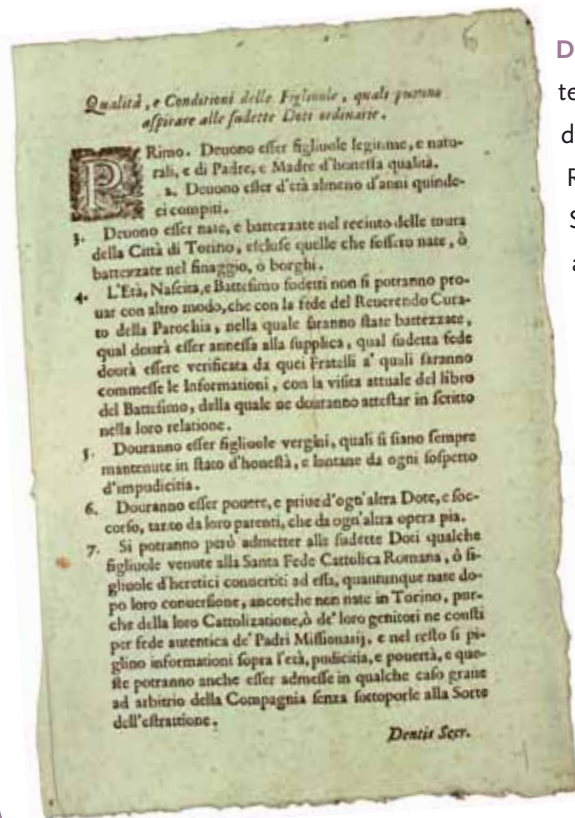 6
Qualità, e Conditioni delle Figliuole, quali ponno
aspirare alle sudette Doti ordinarie.
PRimo. Deuono esser figliuole legitime, e natu-
rali, e di Padre, e Madre d'honesta qualità.
2. Deuono esser d'età almeno d'anni quinde-
ci compiti.
3. Deuono esser nate, e battezzate nel recinto delle mura
della Città di Torino, escluse quelle che fossero nate, ò
battezzate nel finaggio, o borghi.
4. L'Età, Nascita, e Battesimo sudetti non si potranno pro-
uar con altro modo, che con la fede del Reuerendo Cura-
to della Parochia, nella quale saranno state battezzate,
qual dourà esser annessa alla supplica, qual sudetta fede
dourà essere verificata da quei Fratelli a' quali saranno
commesse le Informationi, con la visita attuale del libro
del Battesimo, della quale ne douranno attestar in scritto
nella loro relatione.
5. Douranno esser figliuole vergini, quali si siano sempre
mantenute in stato d'honestà, e lontane da ogni sospetto
d'impudicitia.
6. Douranno esser pouere, e priue d'ogn'altra Dote, e soc-
corso, tanto da loro parenti, che da ogn'altra opera pia.
7. Si potranno però admetter alle sudette Doti qualche
figliuole venute alla Santa Fede Cattolica Romana, ò fi-
gliuole d'heretici conuertiti ad essa, quantunque nate do-
po loro conuersione, ancorche non nate in Torino, pur-
che della loro Cattolizatione, ò de' loro genitori ne consti
per fede autentica de' Padri Missionarij, e nel resto si pi-
glino informationi sopra l'età, pudicitia, e pouertà, e que-
ste potranno anche esser admesse in qualche caso graue
ad arbitrio della Compagnia senza sottoporle alla Sorte
dell'estrattione.
Dentis Secr.
D
te
d
R
S
a